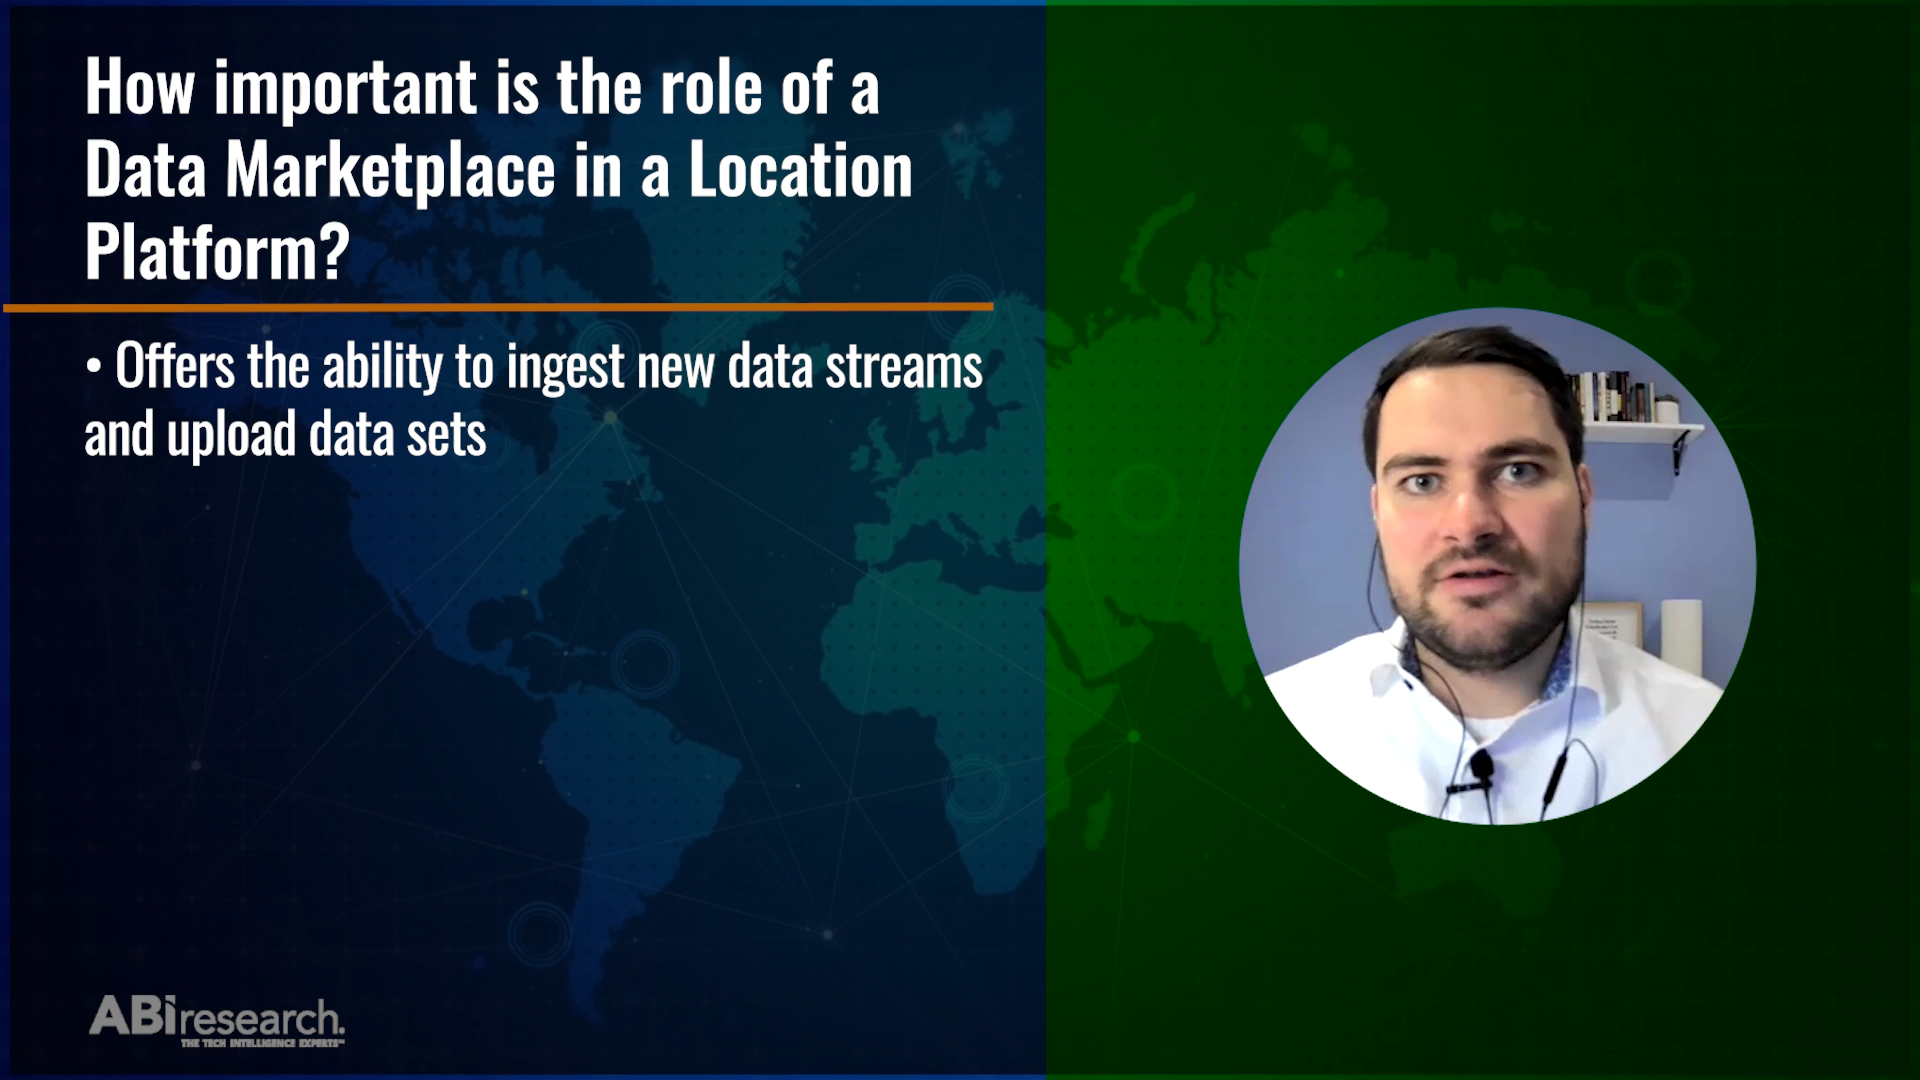 How important is the role of a
Data Marketplace in a Location
Platform?
• Offers the ability to ingest new data streams
and upload data sets
ABiresearch.
THE TECH INTELLIGENCE EXPERTS℠